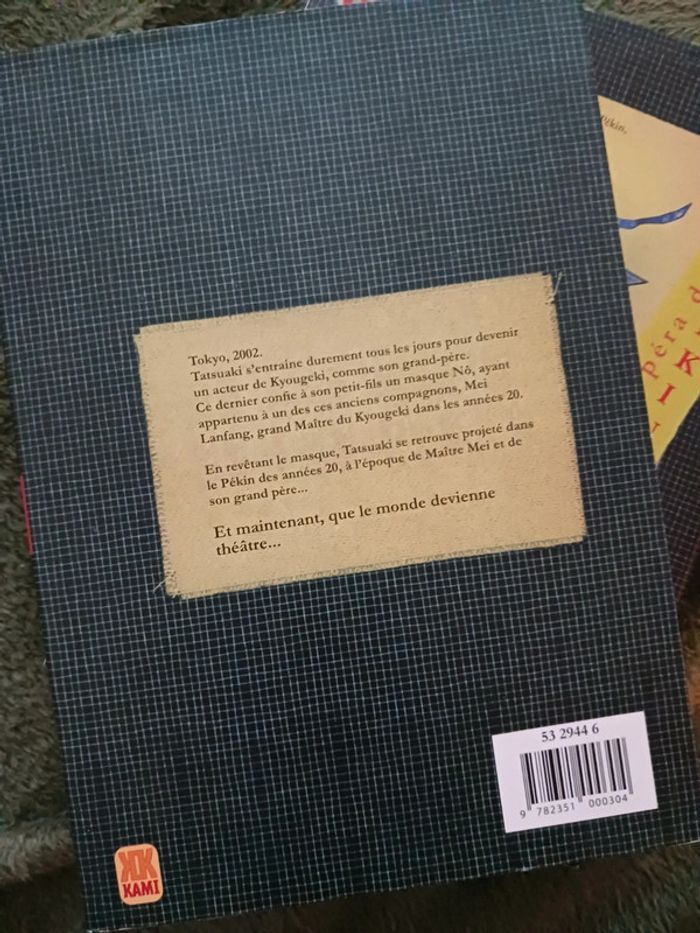 Tokyo, 2002.
Tatsuaki s'entraîne durement tous les jours pour devenir
un acteur de Kyougeki, comme son grand-père.
Ce dernier confie à son petit-fils un masque Nô, ayant
appartenu à un des ces anciens compagnons, Mei
Lanfang, grand Maître du Kyougeki dans les années 20.
En revêtant le masque, Tatsuaki se retrouve projeté dans
le Pékin des années 20, à l'époque de Maître Mei et de
son grand père...
Et maintenant, que le monde devienne
théâtre...
53 2944 6
9 782351 000304
KK
KAMI
Pékin,
péra d
K
I
T